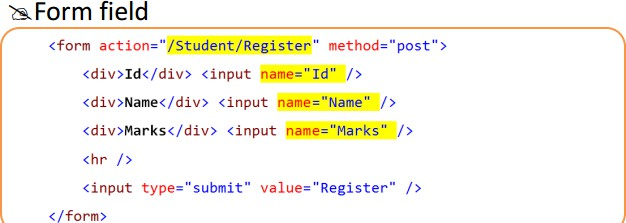 Form field
<form action="/Student/Register" method="post">
<div>Id</div> <input name="Id" />
<div>Name</div> <input name="Name" />
<div>Marks</div> <input name="Marks" />
<hr />
<input type="submit" value="Register" />
</form>